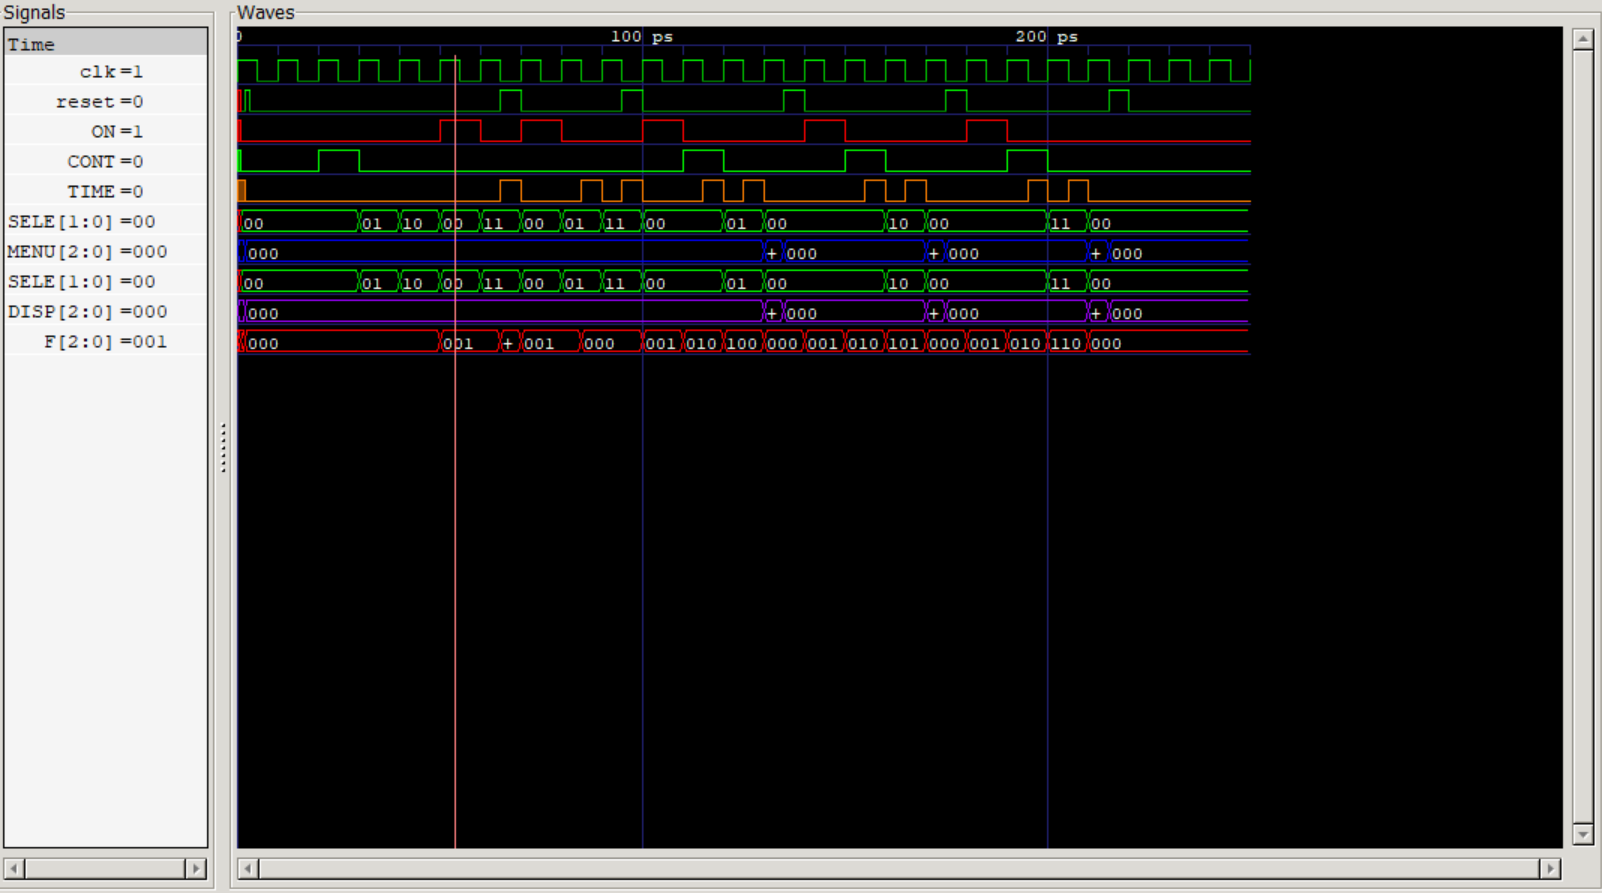 Signals
Waves
Time
0 100 ps 200 ps
clk =1
reset =0
ON =1
CONT =0
TIME =0
SELE[1:0] =00 00 01 10 00 11 00 01 11 00 01 00 10 00 11 00
MENU[2:0] =000 000 + 000 + 000 + 000
SELE[1:0] =00 00 01 10 00 11 00 01 11 00 01 00 10 00 11 00
DISP[2:0] =000 000 + 000 + 000 + 000
F[2:0] =001 000 001 + 001 000 001 010 100 000 001 010 101 000 001 010 110 000